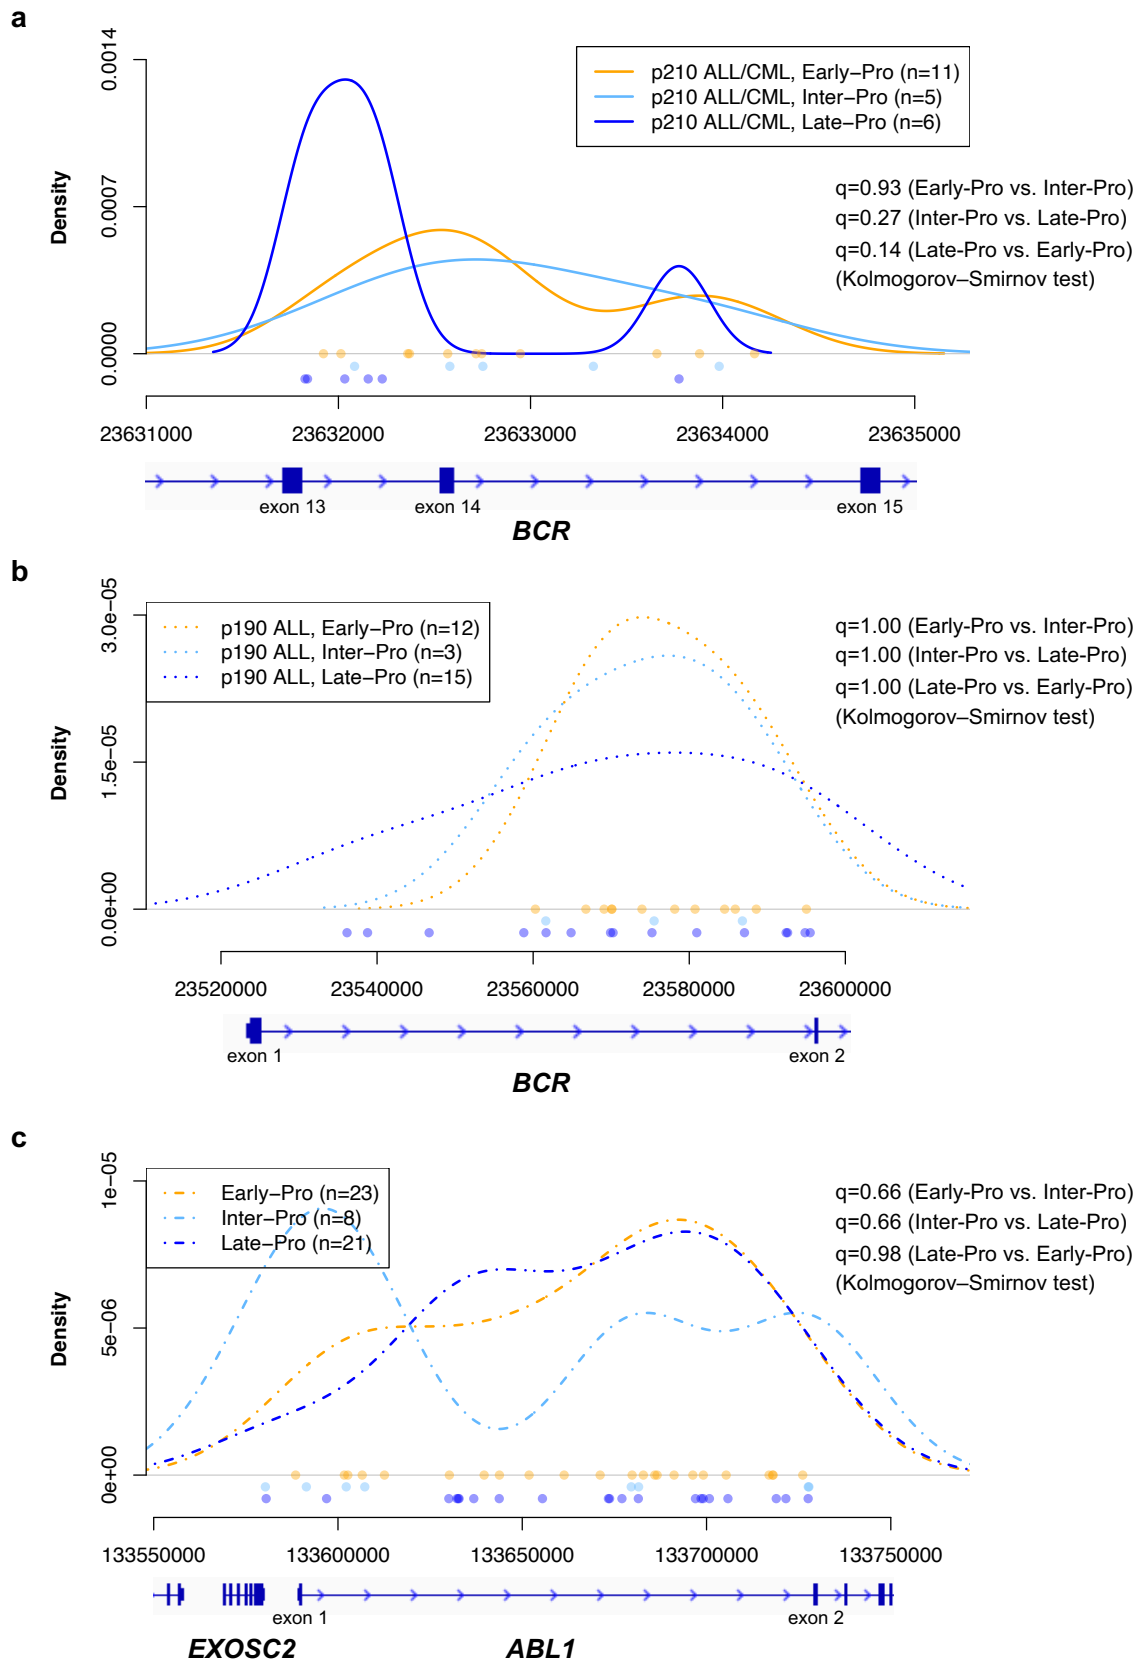 a
Density
0.0014
0.0007
0.0000
p210 ALL/CML, Early−Pro (n=11)
p210 ALL/CML, Inter−Pro (n=5)
p210 ALL/CML, Late−Pro (n=6)
q=0.93 (Early-Pro vs. Inter-Pro)
q=0.27 (Inter-Pro vs. Late-Pro)
q=0.14 (Late-Pro vs. Early-Pro)
(Kolmogorov–Smirnov test)
23631000 23632000 23633000 23634000 23635000
exon 13 exon 14 exon 15
BCR
b
Density
3.0e−05
1.5e−05
0.0e+00
p190 ALL, Early−Pro (n=12)
p190 ALL, Inter−Pro (n=3)
p190 ALL, Late−Pro (n=15)
q=1.00 (Early-Pro vs. Inter-Pro)
q=1.00 (Inter-Pro vs. Late-Pro)
q=1.00 (Late-Pro vs. Early-Pro)
(Kolmogorov–Smirnov test)
23520000 23540000 23560000 23580000 23600000
exon 1 exon 2
BCR
c
Density
1e−05
5e−06
0e+00
Early−Pro (n=23)
Inter−Pro (n=8)
Late−Pro (n=21)
q=0.66 (Early-Pro vs. Inter-Pro)
q=0.66 (Inter-Pro vs. Late-Pro)
q=0.98 (Late-Pro vs. Early-Pro)
(Kolmogorov–Smirnov test)
133550000 133600000 133650000 133700000 133750000
exon 1 exon 2
EXOSC2 ABL1